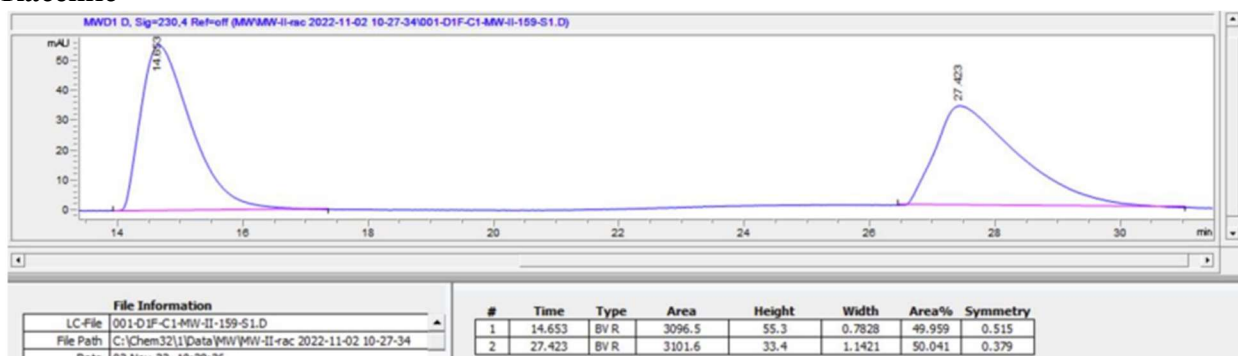 MWD1 D, Sig=230,4 Ref=off (MW\MW-II-rac 2022-11-02 10-27-34\001-D1F-C1-MW-II-159-S1.D)
mAU
50
40
30
20
10
0
14.653
27.423
14 16 18 20 22 24 26 28 30 min
File Information
LC-File 001-D1F-C1-MW-II-159-S1.D
File Path C:\Chem32\1\Data\MW\MW-II-rac 2022-11-02 10-27-34
# Time Type Area Height Width Area% Symmetry
1 14.653 BV R 3096.5 55.3 0.7828 49.959 0.515
2 27.423 BV R 3101.6 33.4 1.1421 50.041 0.379